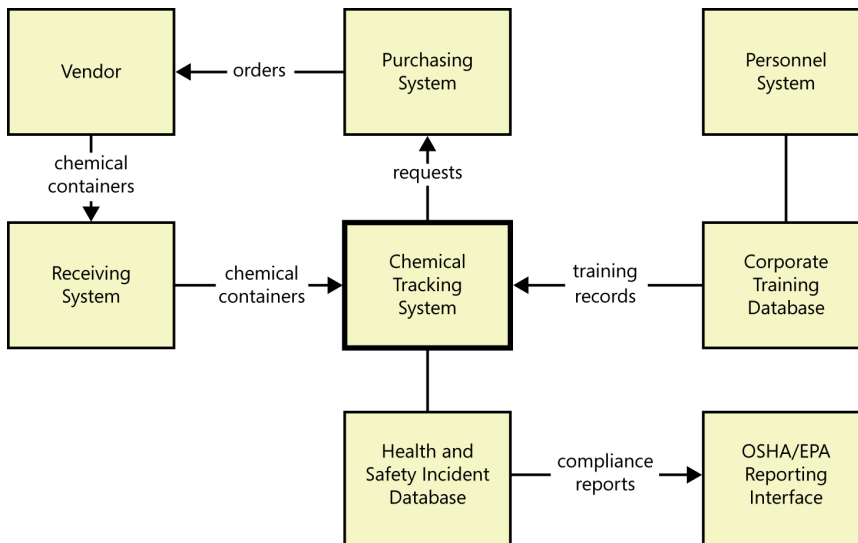 Vendor
orders
Purchasing
System
Personnel
System
chemical
containers
requests
Receiving
System
chemical
containers
Chemical
Tracking
System
training
records
Corporate
Training
Database
Health and
Safety Incident
Database
compliance
reports
OSHA/EPA
Reporting
Interface